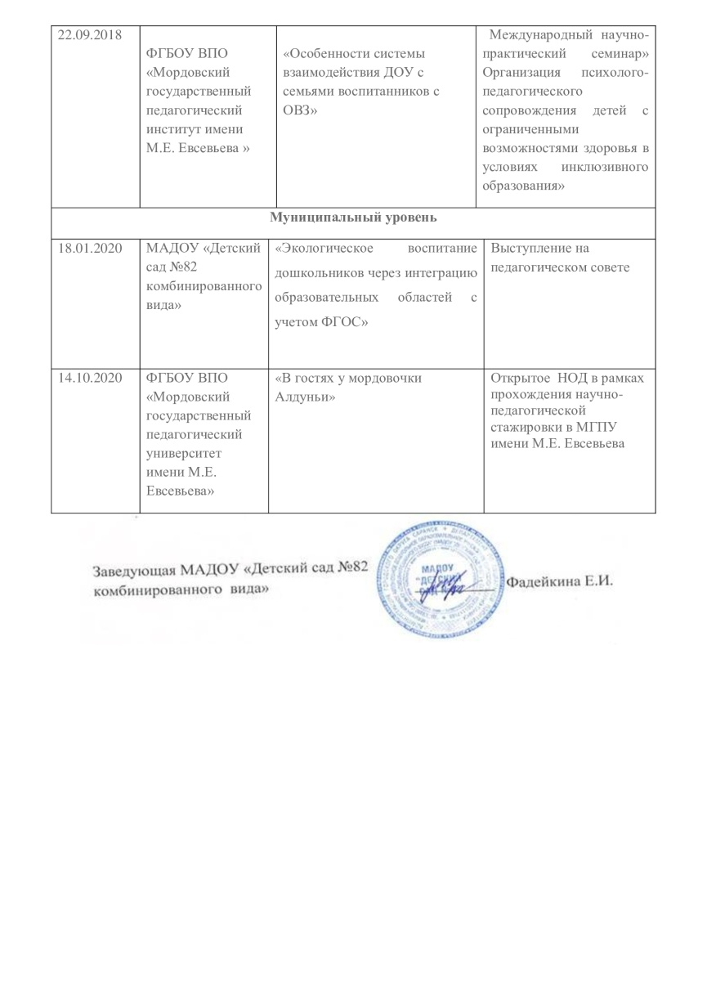 22.09.2018
ФГБОУ ВПО
«Мордовский
государственный
педагогический
институт имени
М.Е. Евсевьева »
«Особенности системы
взаимодействия ДОУ с
семьями воспитанников с
ОВЗ»
Международный научно-
практический семинар»
Организация психолого-
педагогического
сопровождения детей с
ограниченными
возможностями здоровья в
условиях инклюзивного
образования»
Муниципальный уровень
18.01.2020
МАДОУ «Детский
сад №82
комбинированного
вида»
«Экологическое воспитание
дошкольников через интеграцию
образовательных областей с
учетом ФГОС»
Выступление на
педагогическом совете
14.10.2020
ФГБОУ ВПО
«Мордовский
государственный
педагогический
университет
имени М.Е.
Евсевьева»
«В гостях у мордовочки
Алдуньи»
Открытое НОД в рамках
прохождения научно-
педагогической
стажировки в МГПУ
имени М.Е. Евсевьева
Заведующая МАДОУ «Детский сад №82
комбинированного вида»
МАДОУ
"ДЕТСКИЙ
Фадейкина Е.И.